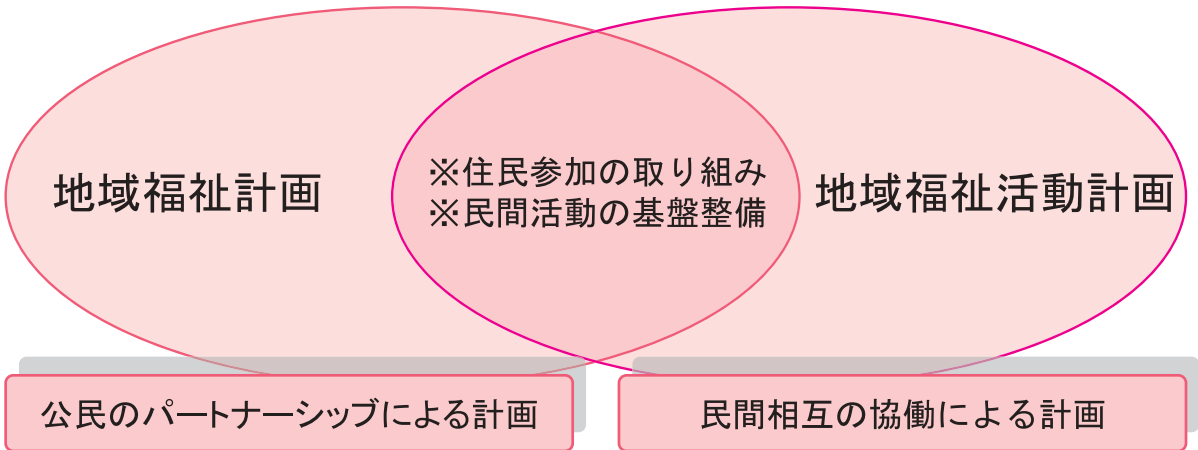 地域福祉計画
※住民参加の取り組み
※民間活動の基盤整備
地域福祉活動計画
公民のパートナーシップによる計画
民間相互の協働による計画